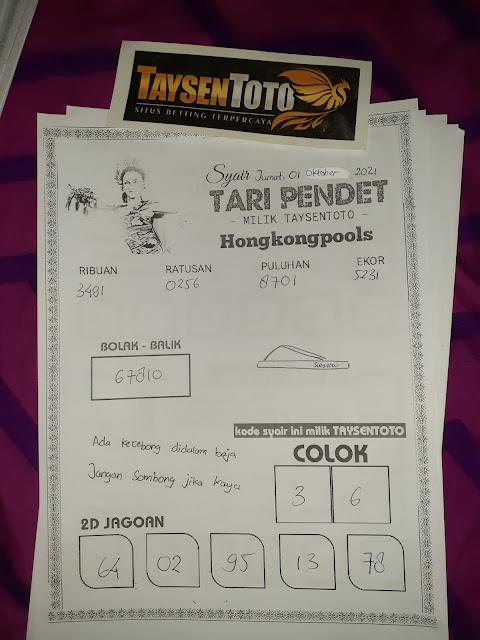 TAYSENTOTO
SITUS BETTING TERPERCAYA
Syair Jumat, 01 Oktober 2021
TARI PENDET
- MILIK TAYSENTOTO -
Hongkongpools
RIBUAN RATUSAN PULUHAN EKOR
3491 0256 8701 5231
BOLAK - BALIK
67810
kode syair ini milik TAYSENTOTO
Ada kecebong didalam baja
Jangan Sombong jika kaya
COLOK
3 6
2D JAGOAN
64 02 95 13 78